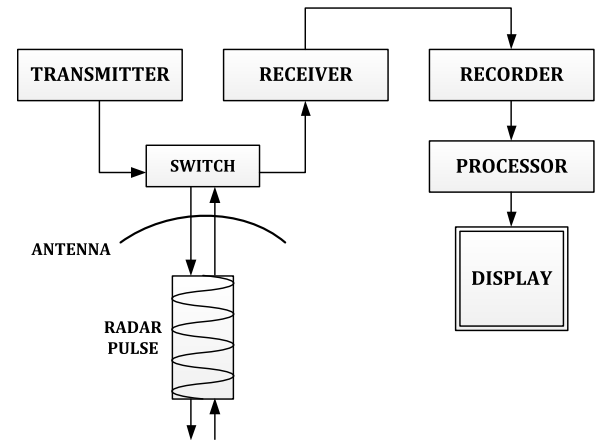 TRANSMITTER
RECEIVER
RECORDER
SWITCH
PROCESSOR
ANTENNA
DISPLAY
RADAR
PULSE